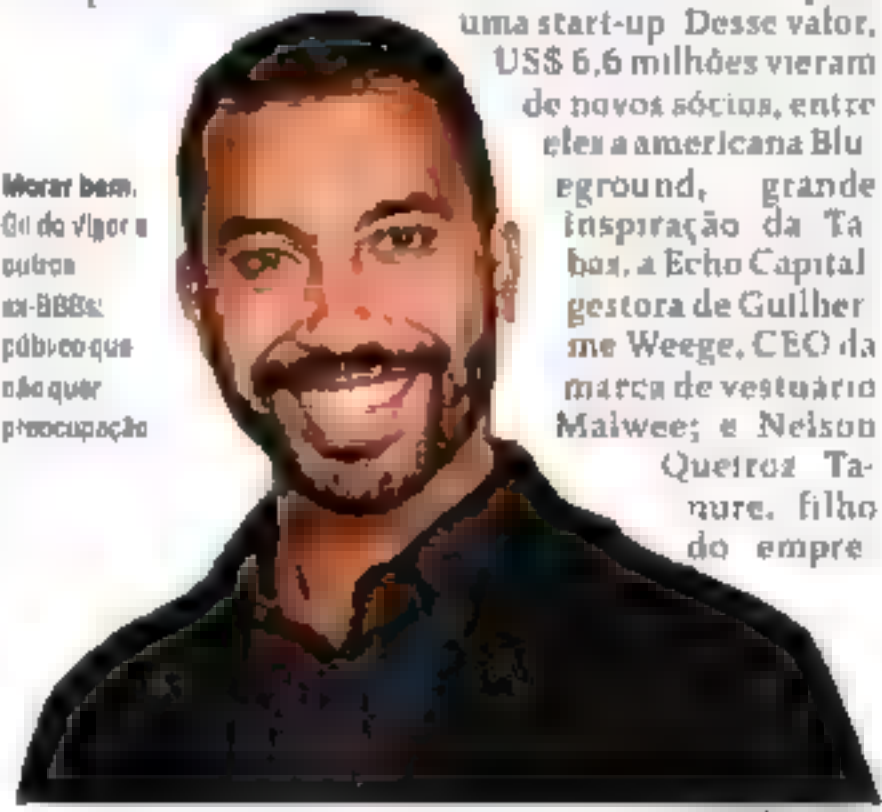 uma start-up Desse valor,
US$ 6,6 milhões vieram
de novos sócios, entre
eles a americana Blu
eground, grande
inspiração da Ta
bas, a Echo Capital
gestora de Guilher
me Weege, CEO da
marca de vestuário
Malwee; e Nelson
Queiroz Ta-
nure, filho
do empre
Morar bem.
Gil do Vigor e
outros
ex-BBBs:
público que
não quer
preocupação